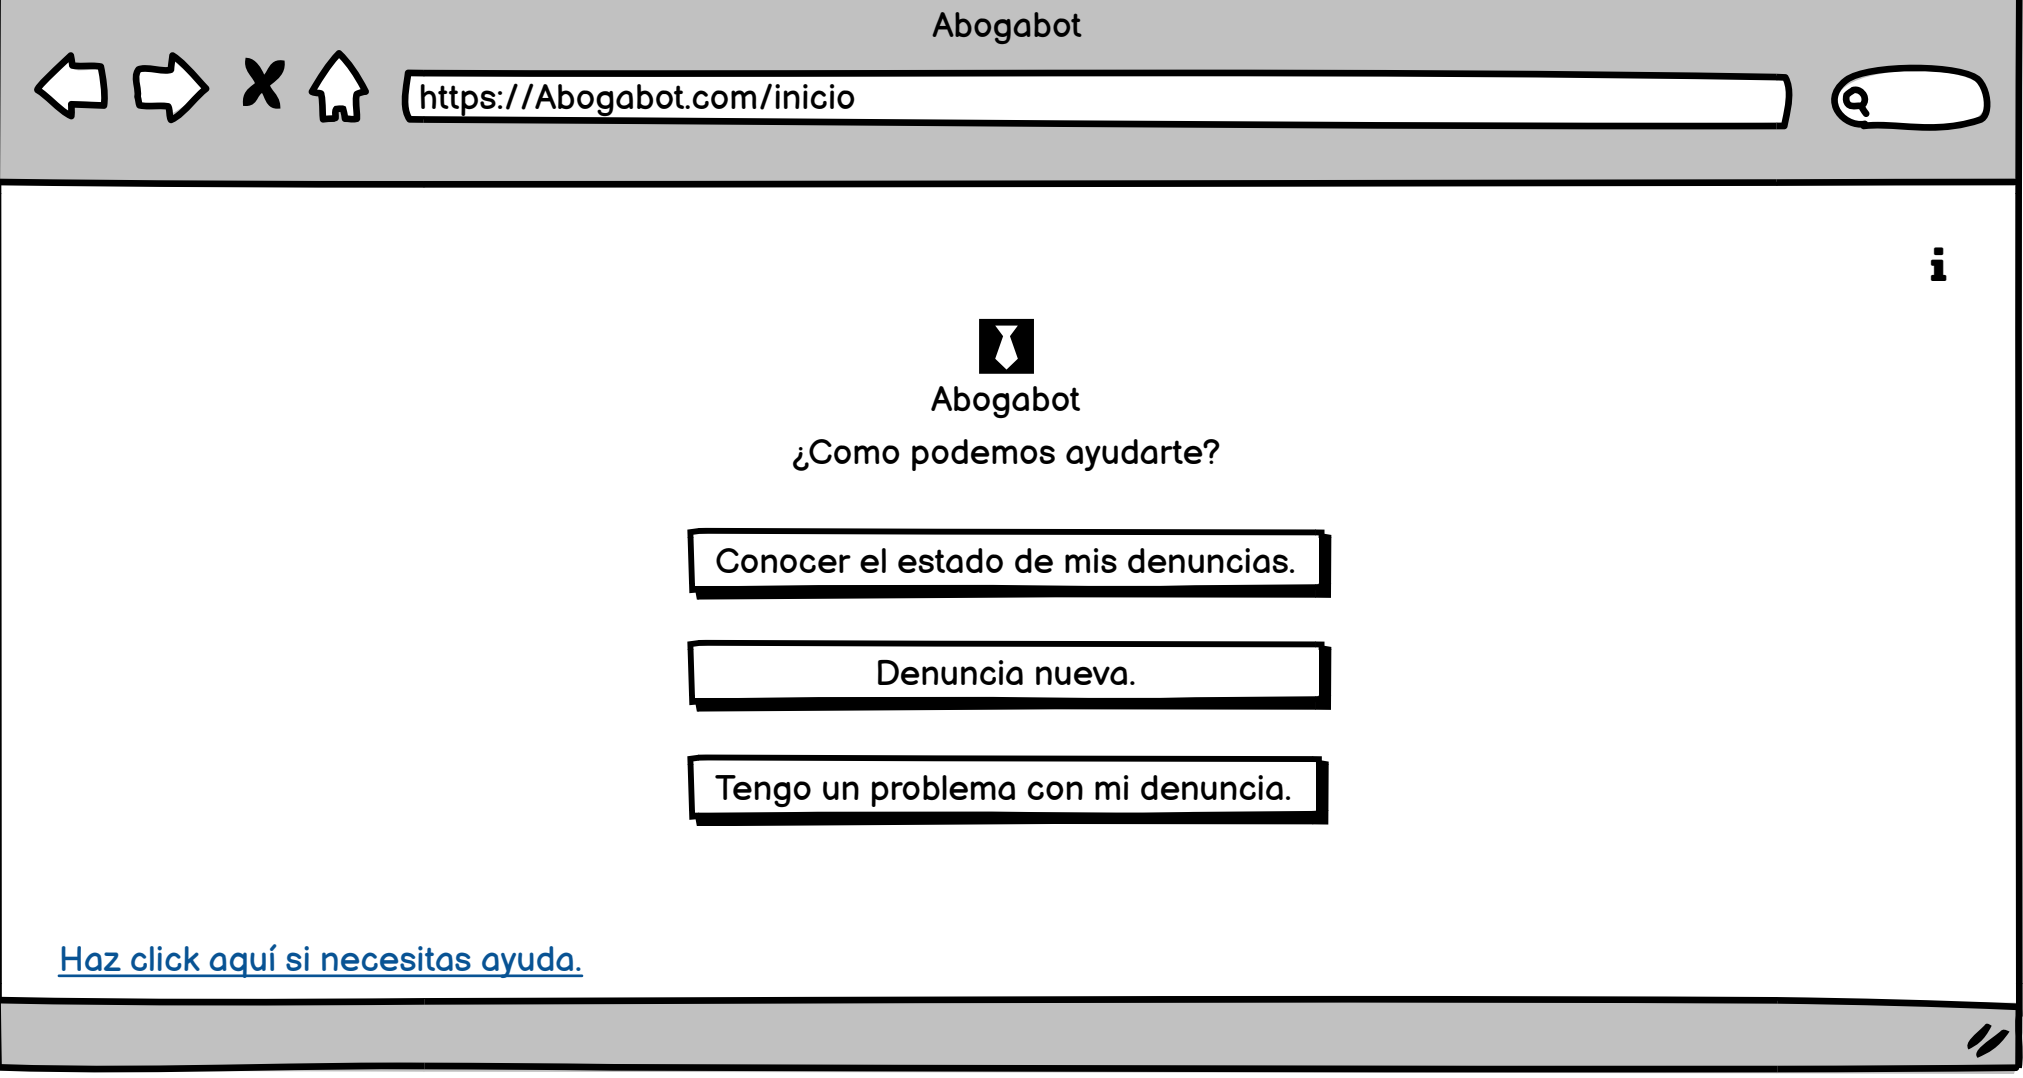 Abogabot
https://Abogabot.com/inicio
Abogabot
¿Como podemos ayudarte?
Conocer el estado de mis denuncias.
Denuncia nueva.
Tengo un problema con mi denuncia.
Haz click aquí si necesitas ayuda.